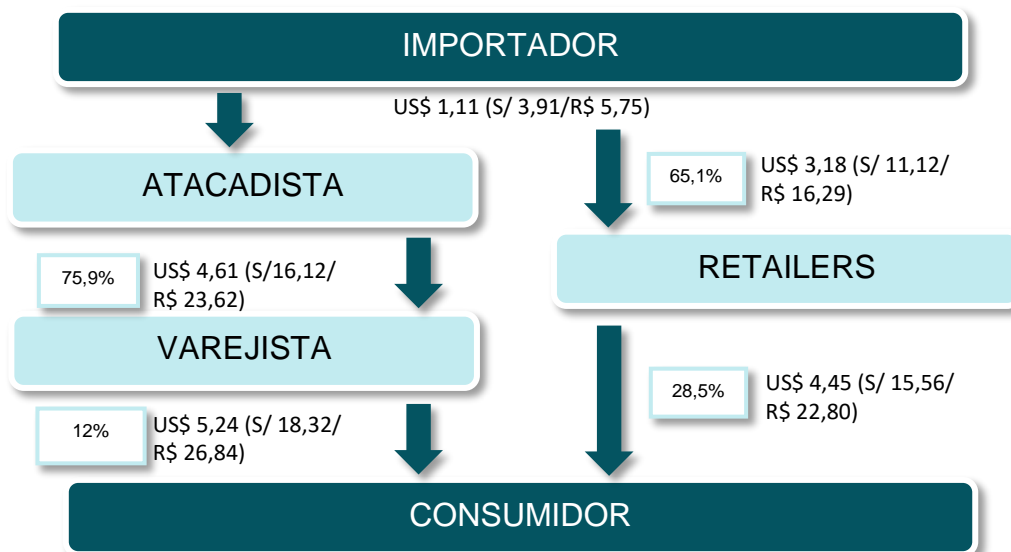 IMPORTADOR
US$ 1,11 (S/ 3,91/R$ 5,75)
ATACADISTA
65,1%
US$ 3,18 (S/ 11,12/
R$ 16,29)
75,9%
US$ 4,61 (S/16,12/
R$ 23,62)
RETAILERS
VAREJISTA
12%
US$ 5,24 (S/ 18,32/
R$ 26,84)
28,5%
US$ 4,45 (S/ 15,56/
R$ 22,80)
CONSUMIDOR